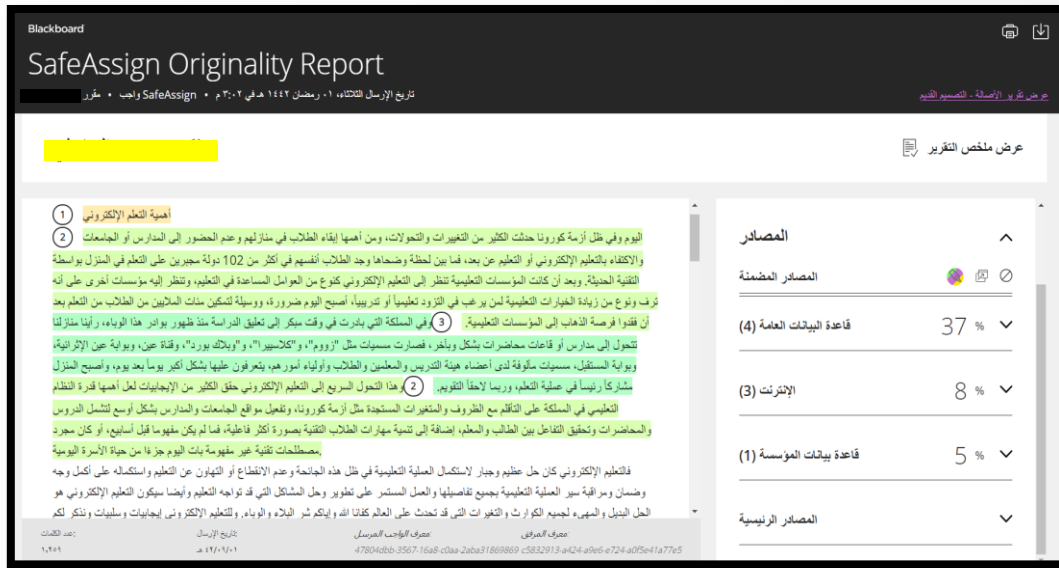 Blackboard
SafeAssign Originality Report
تاريخ الإرسال الثلاثاء، ٠١ رمضان ١٤٤٢ هـ في ٣:٠٢ م • SafeAssign واجب • مقرر
عرض تقرير الأصالة - التصميم القديم
عرض ملخص التقرير
1 أهمية التعلم الإلكتروني
2 اليوم وفي ظل أزمة كورونا حدثت الكثير من التغييرات والتحولات، ومن أهمها إبقاء الطلاب في منازلهم وعدم الحضور إلى المدارس أو الجامعات
والاكتفاء بالتعليم الإلكتروني أو التعليم عن بعد، فما بين لحظة وضحاها وجد الطلاب أنفسهم في أكثر من 102 دولة مجبرين على التعلم في المنزل بواسطة
التقنية الحديثة. وبعد أن كانت المؤسسات التعليمية تنظر إلى التعليم الإلكتروني كنوع من العوامل المساعدة في التعليم، وتنظر إليه مؤسسات أخرى على أنه
ترف ونوع من زيادة الخيارات التعليمية لمن يرغب في التزود تعليمياً أو تدريبياً، أصبح اليوم ضرورة، ووسيلة لتمكين مئات الملايين من الطلاب من التعلم بعد
أن فقدوا فرصة الذهاب إلى المؤسسات التعليمية. 3 وفي المملكة التي بادرت في وقت مبكر إلى تعليق الدراسة منذ ظهور بوادر هذا الوباء، رأينا منازلنا
تتحول إلى مدارس أو قاعات محاضرات بشكل وبآخر، فصارت مسميات مثل "زووم"، و"كلاسييرا"، و"وبلاك بورد"، وقناة عين، وبوابة عين الإثرائية،
وبوابة المستقبل، مسميات مألوفة لدى أعضاء هيئة التدريس والمعلمين والطلاب وأولياء أمورهم، يتعرفون عليها بشكل أكبر يوماً بعد يوم، وأصبح المنزل
مشاركاً رئيساً في عملية التعلم، وربما لاحقاً التقويم. 2 وهذا التحول السريع إلى التعليم الإلكتروني حقق الكثير من الإيجابيات لعل أهمها قدرة النظام
التعليمي في المملكة على التأقلم مع الظروف والمتغيرات المستجدة مثل أزمة كورونا، وتفعيل مواقع الجامعات والمدارس بشكل أوسع لتشمل الدروس
والمحاضرات وتحقيق التفاعل بين الطالب والمعلم، إضافة إلى تنمية مهارات الطلاب التقنية بصورة أكثر فاعلية، فما لم يكن مفهوما قبل أسابيع، أو كان مجرد
مصطلحات تقنية غير مفهومة بات اليوم جزءا من حياة الأسرة اليومية.
فالتعليم الإلكتروني كان حل عظيم وجبار لاستكمال العملية التعليمية في ظل هذه الجانحة وعدم الانقطاع أو التهاون عن التعليم واستكماله على أكمل وجه
وضمان ومراقبة سير العملية التعليمية بجميع تفاصيلها والعمل المستمر على تطوير وحل المشاكل التي قد تواجه التعليم وأيضا سيكون التعليم الإلكتروني هو
الحل البديل والمهيء لجميع الكوارث والتغيرات التي قد تحدث على العالم كفانا الله وإياكم شر البلاء والوباء. وللتعليم الإلكتروني إيجابيات وسلبيات ونذكر لكم
المصادر
المصادر المضمنة
قاعدة البيانات العامة (4) 37 %
الإنترنت (3) 8 %
قاعدة بيانات المؤسسة (1) 5 %
المصادر الرئيسية
معرف المرفق: معرف الواجب المرسل: تاريخ الإرسال: عدد الكلمات:
47804dbb-3567-16a8-c0aa-2aba31869869 c5832913-a424-a9e6-e724-a0f5e41a77e5 ٤٢/٠٩/٠١ هـ ١,٢٥٩